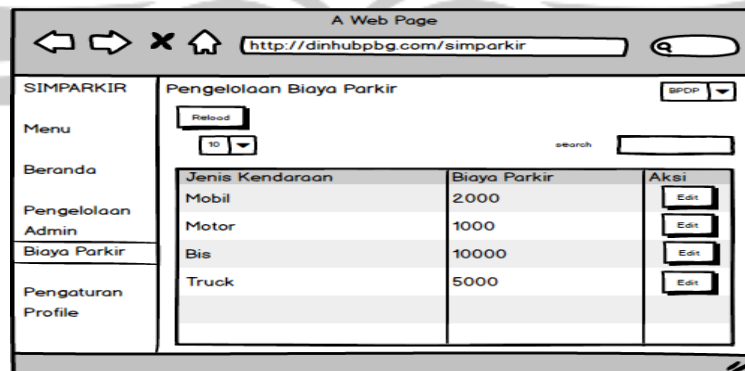 A Web Page
http://dinhubpbg.com/simparkir
SIMPARKIR
Menu
Beranda
Pengelolaan
Admin
Biaya Parkir
Pengaturan
Profile
Pengelolaan Biaya Parkir
BPDP
Reload
10
search
Jenis Kendaraan Biaya Parkir Aksi
Mobil 2000 Edit
Motor 1000 Edit
Bis 10000 Edit
Truck 5000 Edit